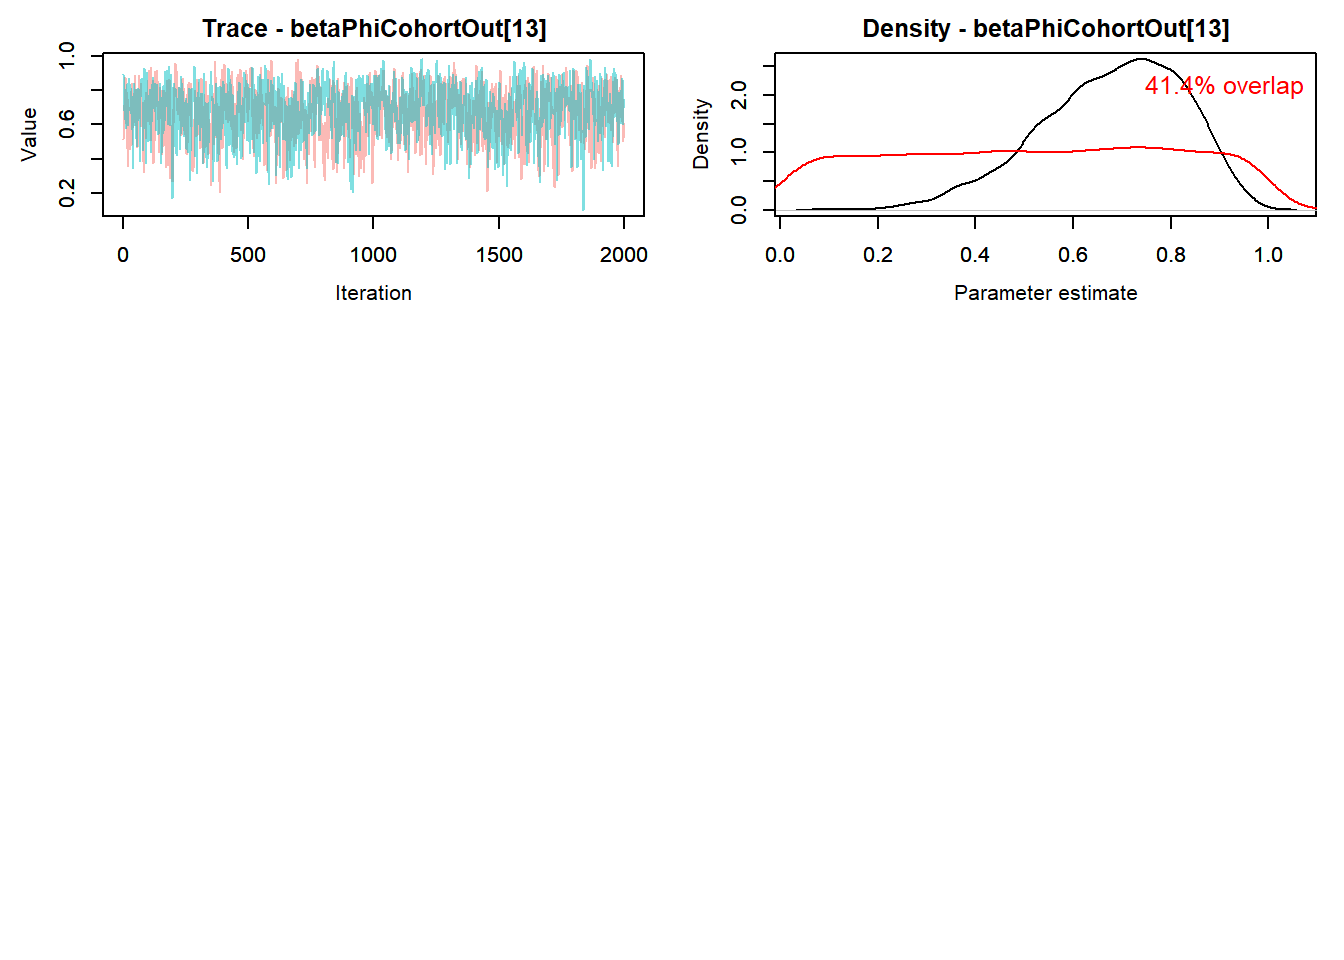 Trace - betaPhiCohortOut[13]
Value
1.0
0.6
0.2
0 500 1000 1500 2000
Iteration
Density - betaPhiCohortOut[13]
41.4% overlap
Density
2.0
1.0
0.0
0.0 0.2 0.4 0.6 0.8 1.0
Parameter estimate